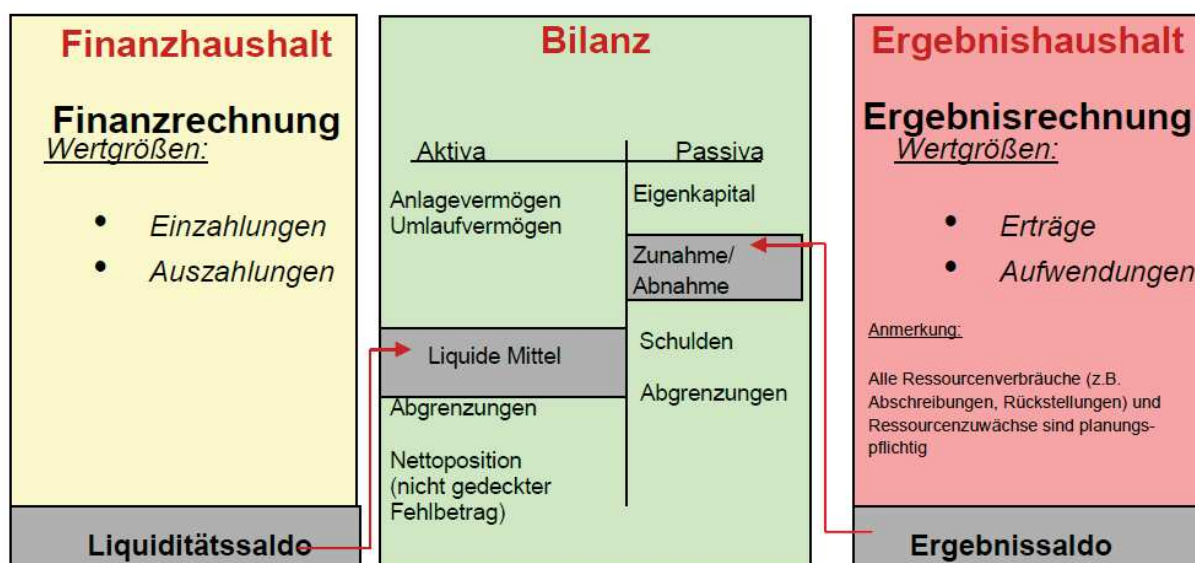 Finanzhaushalt
Finanzrechnung
Wertgrößen:
• Einzahlungen
• Auszahlungen
Liquiditätssaldo
Bilanz
Aktiva
Passiva
Anlagevermögen
Umlaufvermögen
Liquide Mittel
Abgrenzungen
Nettoposition
(nicht gedeckter
Fehlbetrag)
Eigenkapital
Zunahme/
Abnahme
Schulden
Abgrenzungen
Ergebnishaushalt
Ergebnisrechnung
Wertgrößen:
• Erträge
• Aufwendungen
Anmerkung:
Alle Ressourcenverbräuche (z.B.
Abschreibungen, Rückstellungen) und
Ressourcenzuwächse sind planungs-
pflichtig
Ergebnissaldo